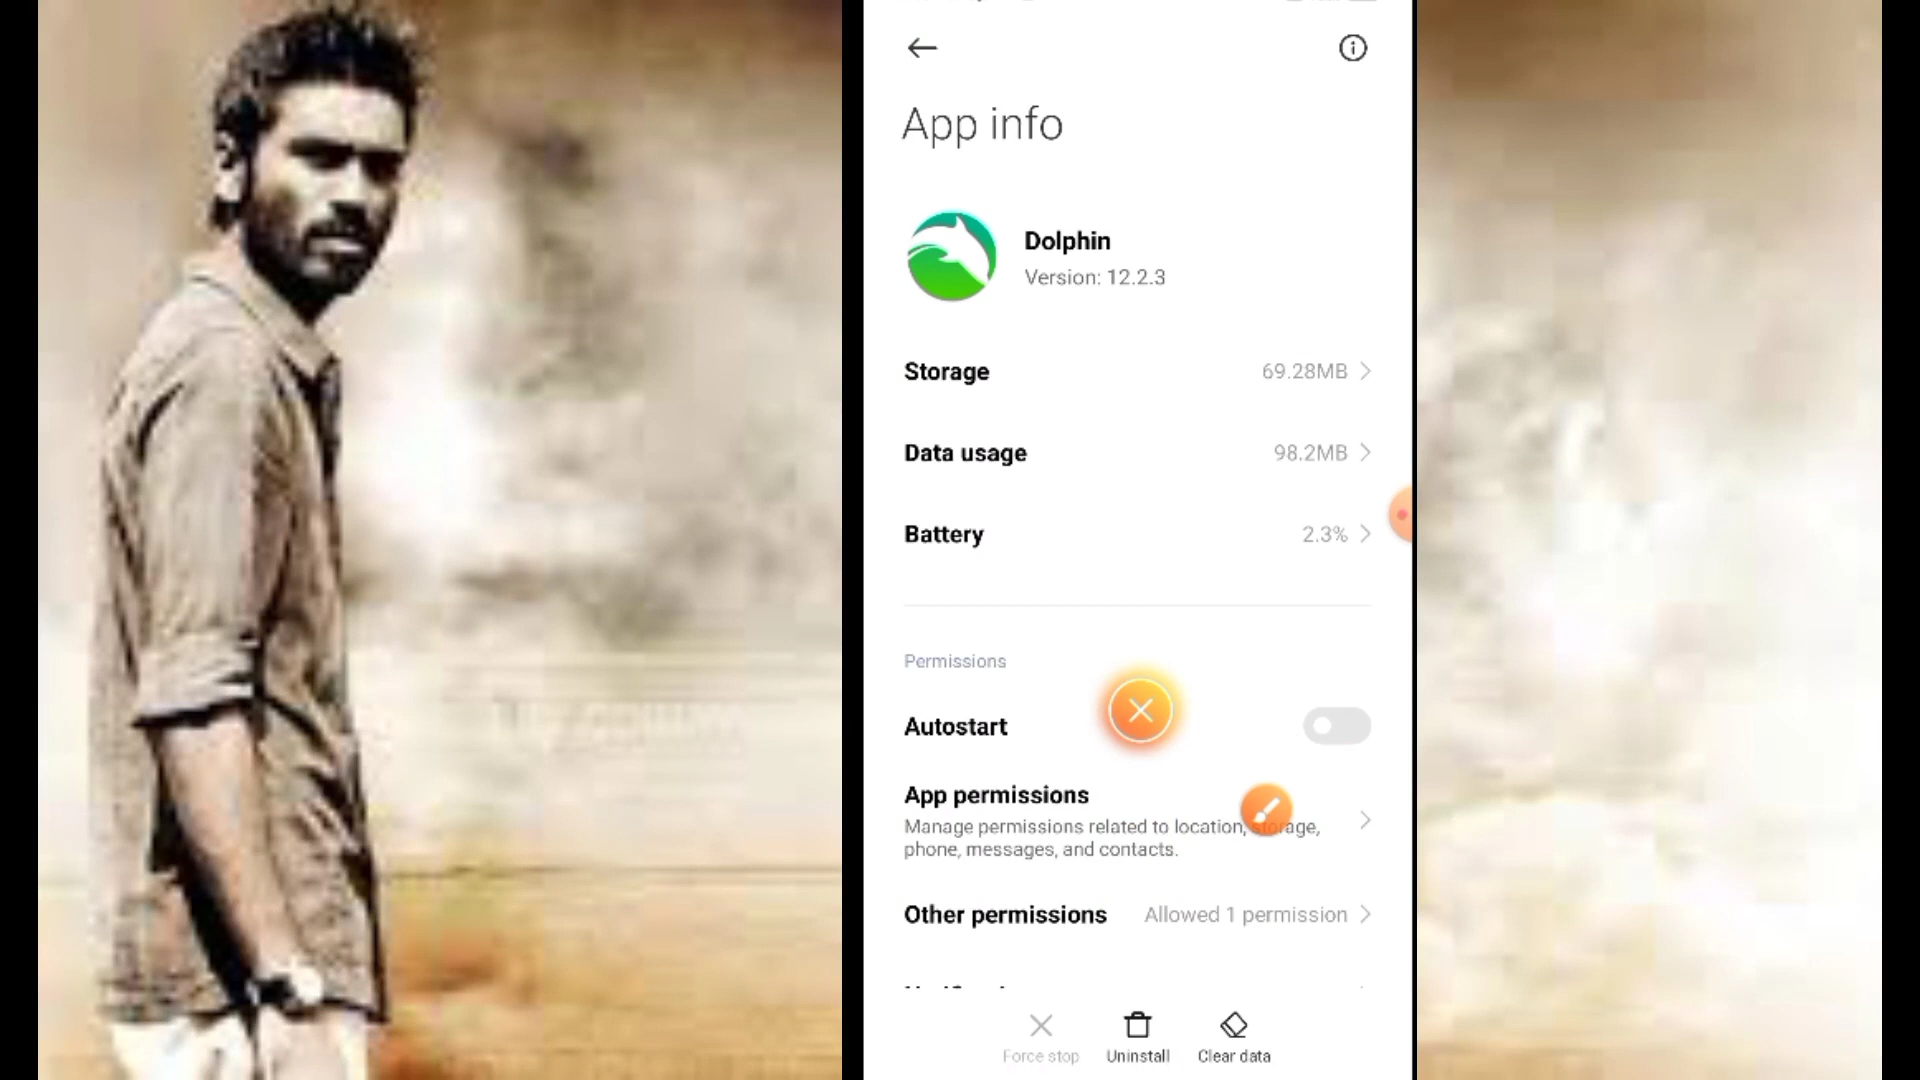 App info
Dolphin
Version: 12.2.3
Storage 69.28MB
Data usage 98.2MB
Battery 2.3%
Permissions
Autostart
App permissions
Manage permissions related to location, storage,
phone, messages, and contacts.
Other permissions Allowed 1 permission
Force stop Uninstall Clear data